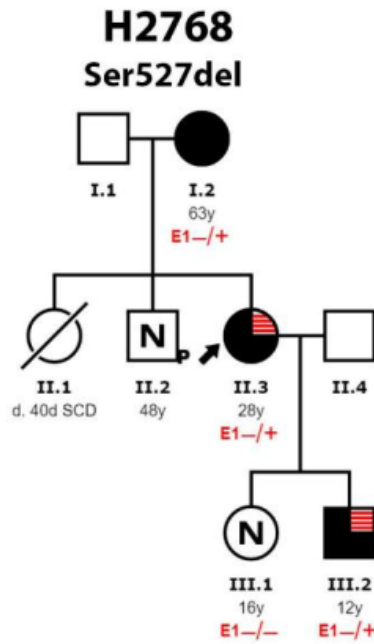 H2768
Ser527del
I.1 I.2
63y
E1—/+
N P N
II.1 II.2 II.3 II.4
d. 40d SCD 48y 28y
E1—/+
N
III.1 III.2
16y 12y
E1—/— E1—/+